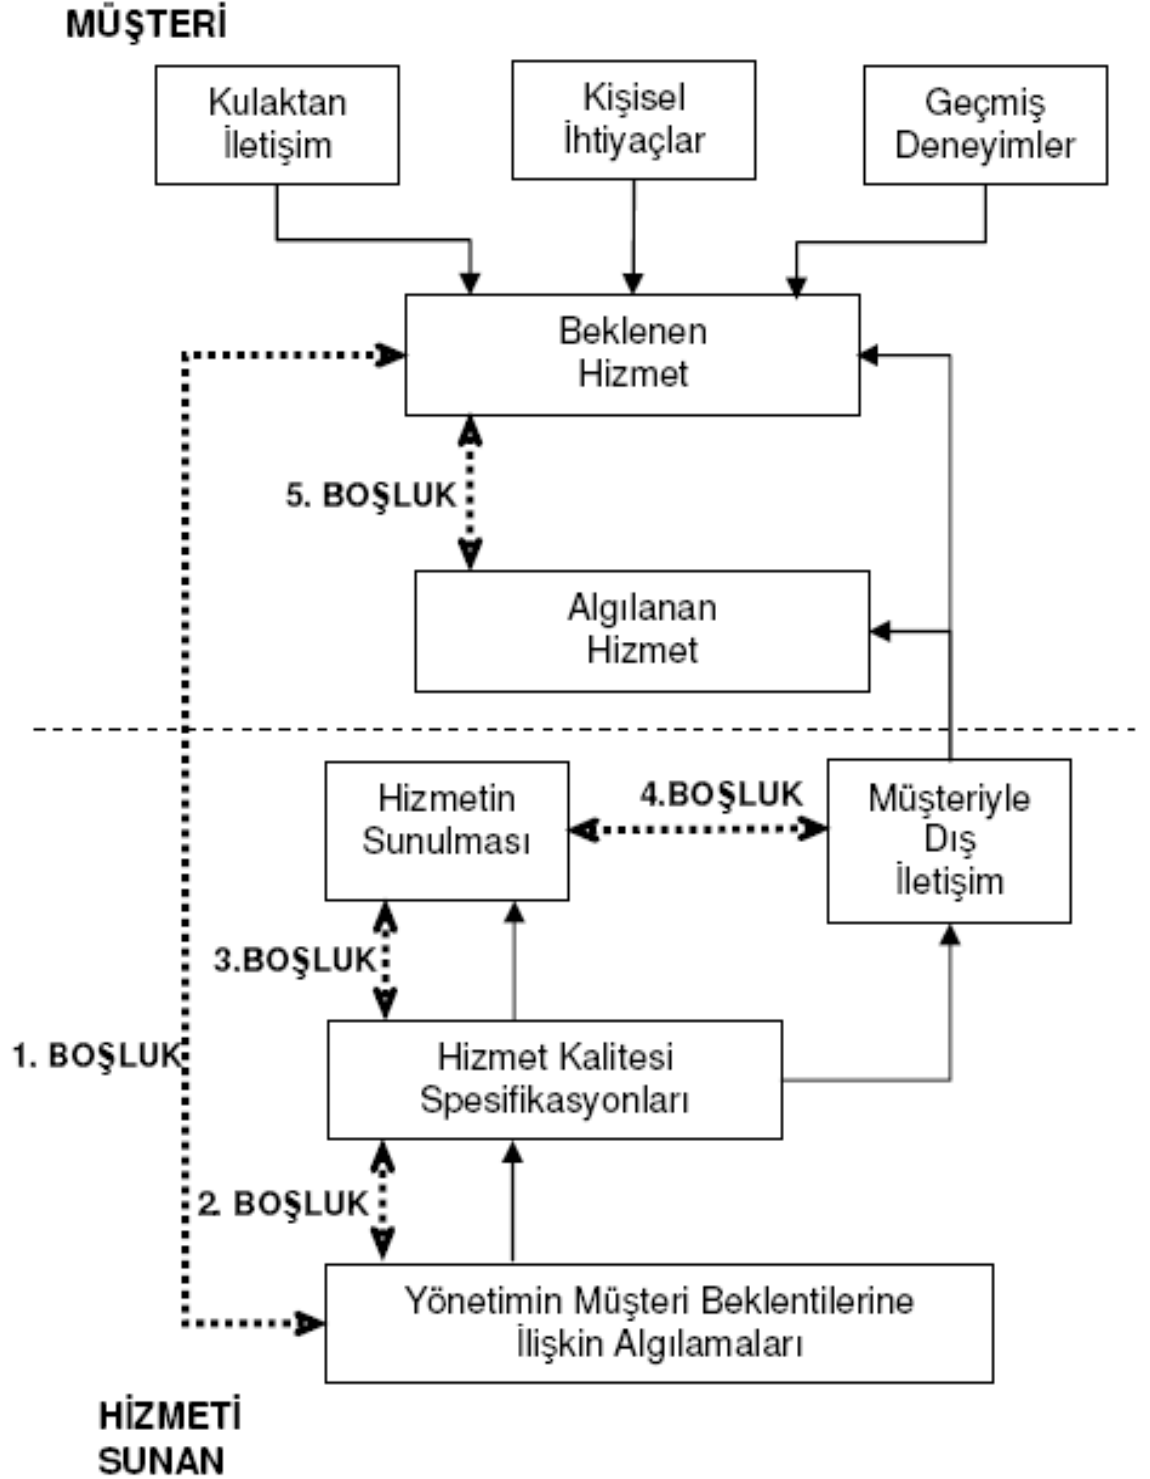 MÜŞTERİ
Kulaktan
İletişim
Kişisel
İhtiyaçlar
Geçmiş
Deneyimler
Beklenen
Hizmet
5. BOŞLUK
Algılanan
Hizmet
Hizmetin
Sunulması
4.BOŞLUK
Müşteriyle
Dış
İletişim
3.BOŞLUK
1. BOŞLUK
Hizmet Kalitesi
Spesifikasyonları
2. BOŞLUK
Yönetimin Müşteri Beklentilerine
İlişkin Algılamaları
HİZMETİ
SUNAN